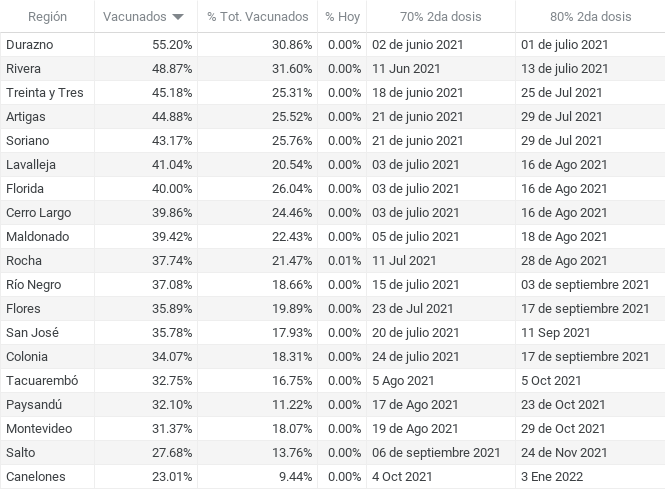 Región Vacunados % Tot. Vacunados % Hoy 70% 2da dosis 80% 2da dosis
Durazno 55.20% 30.86% 0.00% 02 de junio 2021 01 de julio 2021
Rivera 48.87% 31.60% 0.00% 11 Jun 2021 13 de julio 2021
Treinta y Tres 45.18% 25.31% 0.00% 18 de junio 2021 25 de Jul 2021
Artigas 44.88% 25.52% 0.00% 21 de junio 2021 29 de Jul 2021
Soriano 43.17% 25.76% 0.00% 21 de junio 2021 29 de Jul 2021
Lavalleja 41.04% 20.54% 0.00% 03 de julio 2021 16 de Ago 2021
Florida 40.00% 26.04% 0.00% 03 de julio 2021 16 de Ago 2021
Cerro Largo 39.86% 24.46% 0.00% 03 de julio 2021 16 de Ago 2021
Maldonado 39.42% 22.43% 0.00% 05 de julio 2021 18 de Ago 2021
Rocha 37.74% 21.47% 0.01% 11 Jul 2021 28 de Ago 2021
Río Negro 37.08% 18.66% 0.00% 15 de julio 2021 03 de septiembre 2021
Flores 35.89% 19.89% 0.00% 23 de Jul 2021 17 de septiembre 2021
San José 35.78% 17.93% 0.00% 20 de julio 2021 11 Sep 2021
Colonia 34.07% 18.31% 0.00% 24 de julio 2021 17 de septiembre 2021
Tacuarembó 32.75% 16.75% 0.00% 5 Ago 2021 5 Oct 2021
Paysandú 32.10% 11.22% 0.00% 17 de Ago 2021 23 de Oct 2021
Montevideo 31.37% 18.07% 0.00% 19 de Ago 2021 29 de Oct 2021
Salto 27.68% 13.76% 0.00% 06 de septiembre 2021 24 de Nov 2021
Canelones 23.01% 9.44% 0.00% 4 Oct 2021 3 Ene 2022